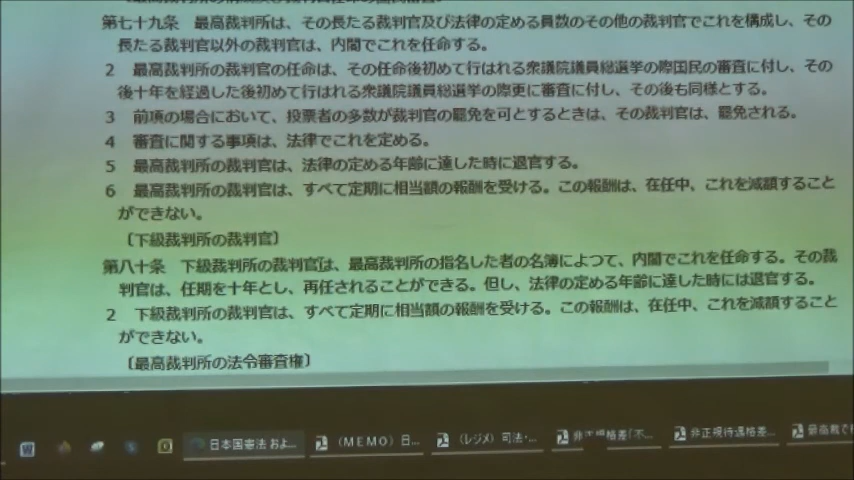 第七十九条　最高裁判所は、その長たる裁判官及び法律の定める員数のその他の裁判官でこれを構成し、その
長たる裁判官以外の裁判官は、内閣でこれを任命する。
2　最高裁判所の裁判官の任命は、その任命後初めて行はれる衆議院議員総選挙の際国民の審査に付し、その
後十年を経過した後初めて行はれる衆議院議員総選挙の際更に審査に付し、その後も同様とする。
3　前項の場合において、投票者の多数が裁判官の罷免を可とするときは、その裁判官は、罷免される。
4　審査に関する事項は、法律でこれを定める。
5　最高裁判所の裁判官は、法律の定める年齢に達した時に退官する。
6　最高裁判所の裁判官は、すべて定期に相当額の報酬を受ける。この報酬は、在任中、これを減額すること
ができない。
〔下級裁判所の裁判官〕
第八十条　下級裁判所の裁判官は、最高裁判所の指名した者の名簿によつて、内閣でこれを任命する。その裁
判官は、任期を十年とし、再任されることができる。但し、法律の定める年齢に達した時には退官する。
2　下級裁判所の裁判官は、すべて定期に相当額の報酬を受ける。この報酬は、在任中、これを減額すること
ができない。
〔最高裁判所の法令審査権〕
日本国憲法 およ... （MEMO）日... （レジメ）司法・... 非正規格差「不... 非正規待遇格差... 最高裁で